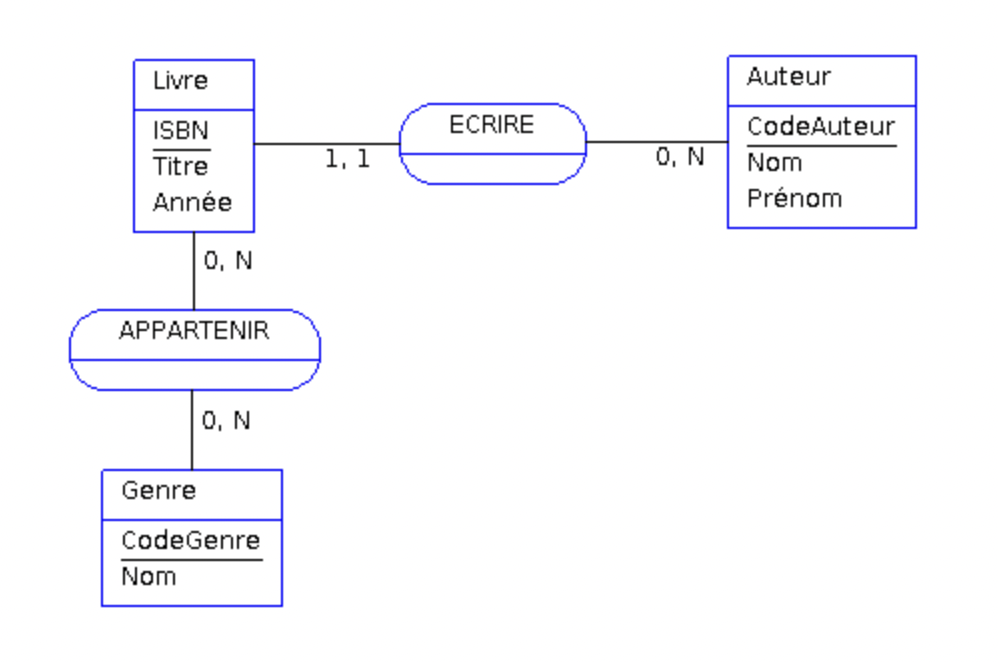 Livre
ISBN
Titre
Année
1, 1
ECRIRE
0, N
Auteur
CodeAuteur
Nom
Prénom
0, N
APPARTENIR
0, N
Genre
CodeGenre
Nom